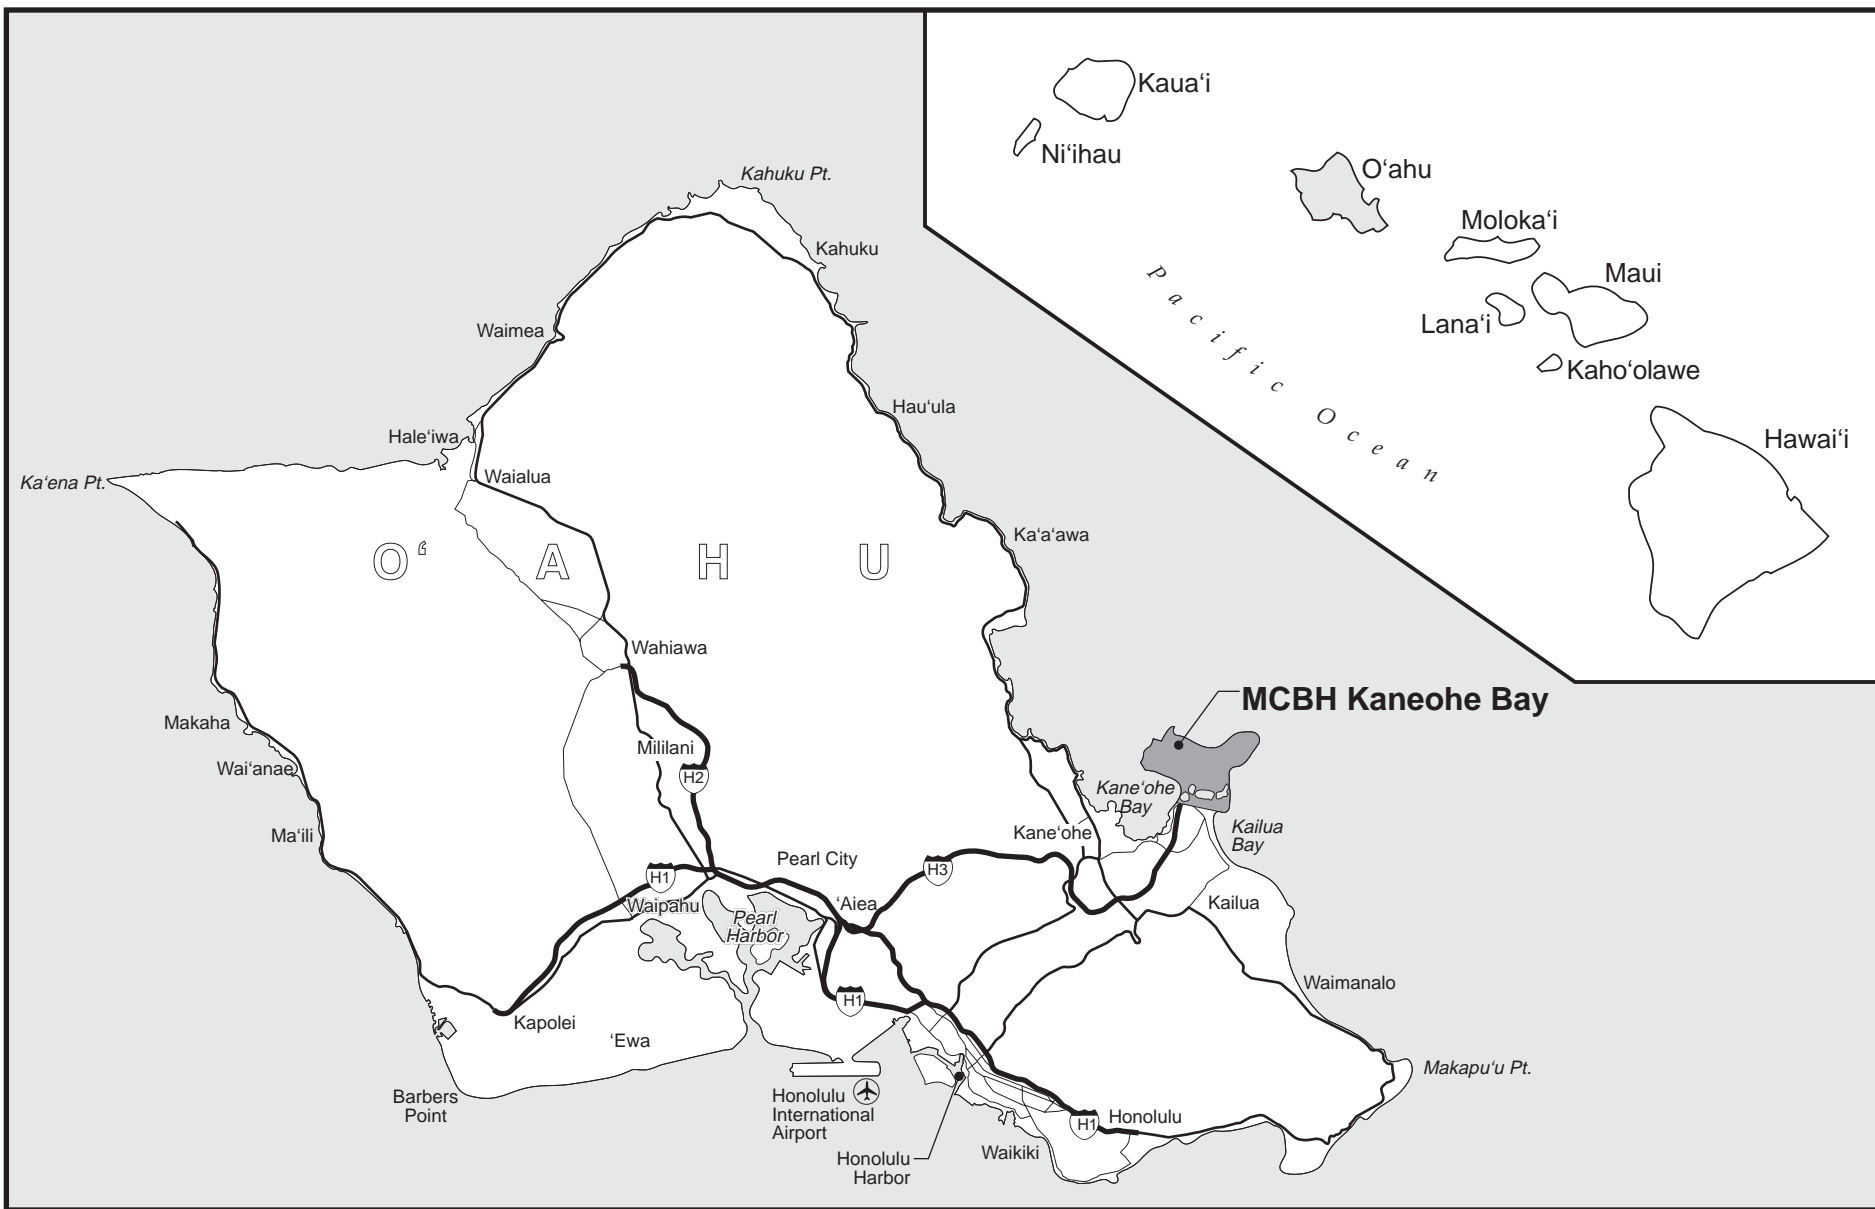 Kaua‘i
Ni‘ihau
O‘ahu
Moloka‘i
Maui
Lana‘i
Kaho‘olawe
Hawai‘i
Pacific Ocean
Kahuku Pt.
Kahuku
Waimea
Hau‘ula
Hale‘iwa
Waialua
Ka‘ena Pt.
Ka‘a‘awa
O‘AHU
Wahiawa
MCBH Kaneohe Bay
Makaha
Mililani
Wai‘anae
H2
Kane‘ohe
Bay
Ma‘ili
Kane‘ohe
Kailua
Bay
Pearl City
H1
H3
Waipahu
‘Aiea
Kailua
Pearl
Harbor
Waimanalo
H1
Kapolei
‘Ewa
Makapu‘u Pt.
Barbers
Point
Honolulu
International
Airport
H1
Honolulu
Waikiki
Honolulu
Harbor